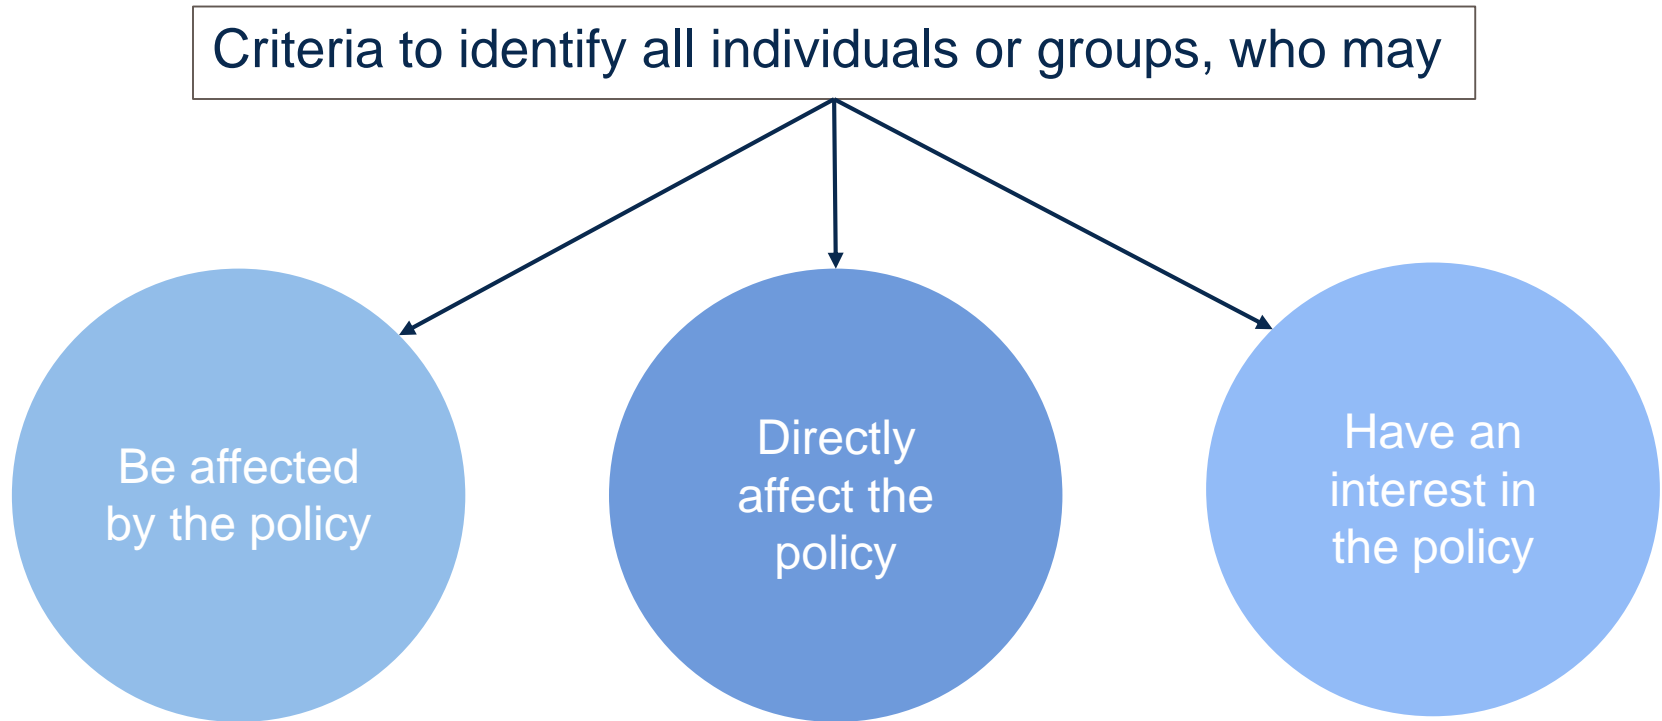 Criteria to identify all individuals or groups, who may
Be affected
by the policy
Directly
affect the
policy
Have an
interest in
the policy